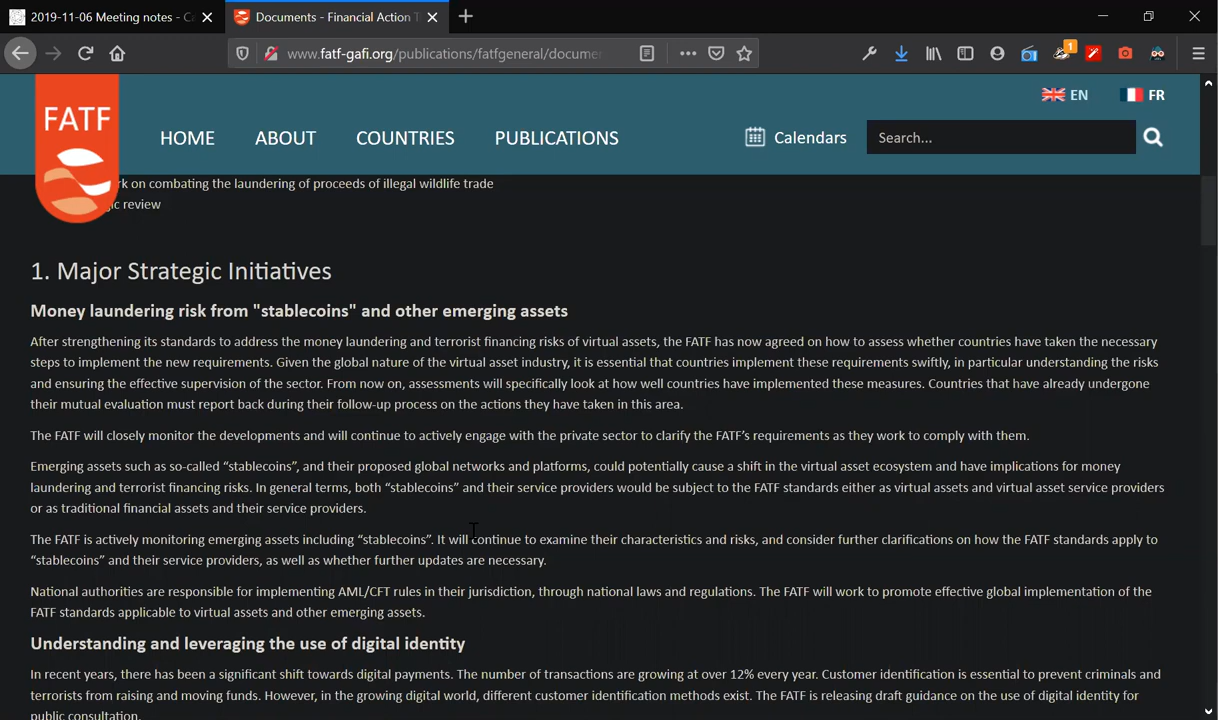 2019-11-06 Meeting notes - C
Documents - Financial Action T
www.fatf-gafi.org/publications/fatfgeneral/docume
1
FATF
EN
FR
HOME
ABOUT
COUNTRIES
PUBLICATIONS
Calendars
Search...
rk on combating the laundering of proceeds of illegal wildlife trade
gic review
1. Major Strategic Initiatives
Money laundering risk from "stablecoins" and other emerging assets
After strengthening its standards to address the money laundering and terrorist financing risks of virtual assets, the FATF has now agreed on how to assess whether countries have taken the necessary
steps to implement the new requirements. Given the global nature of the virtual asset industry, it is essential that countries implement these requirements swiftly, in particular understanding the risks
and ensuring the effective supervision of the sector. From now on, assessments will specifically look at how well countries have implemented these measures. Countries that have already undergone
their mutual evaluation must report back during their follow-up process on the actions they have taken in this area.
The FATF will closely monitor the developments and will continue to actively engage with the private sector to clarify the FATF’s requirements as they work to comply with them.
Emerging assets such as so-called “stablecoins”, and their proposed global networks and platforms, could potentially cause a shift in the virtual asset ecosystem and have implications for money
laundering and terrorist financing risks. In general terms, both “stablecoins” and their service providers would be subject to the FATF standards either as virtual assets and virtual asset service providers
or as traditional financial assets and their service providers.
The FATF is actively monitoring emerging assets including “stablecoins”. It will continue to examine their characteristics and risks, and consider further clarifications on how the FATF standards apply to
“stablecoins” and their service providers, as well as whether further updates are necessary.
National authorities are responsible for implementing AML/CFT rules in their jurisdiction, through national laws and regulations. The FATF will work to promote effective global implementation of the
FATF standards applicable to virtual assets and other emerging assets.
Understanding and leveraging the use of digital identity
In recent years, there has been a significant shift towards digital payments. The number of transactions are growing at over 12% every year. Customer identification is essential to prevent criminals and
terrorists from raising and moving funds. However, in the growing digital world, different customer identification methods exist. The FATF is releasing draft guidance on the use of digital identity for
public consultation.